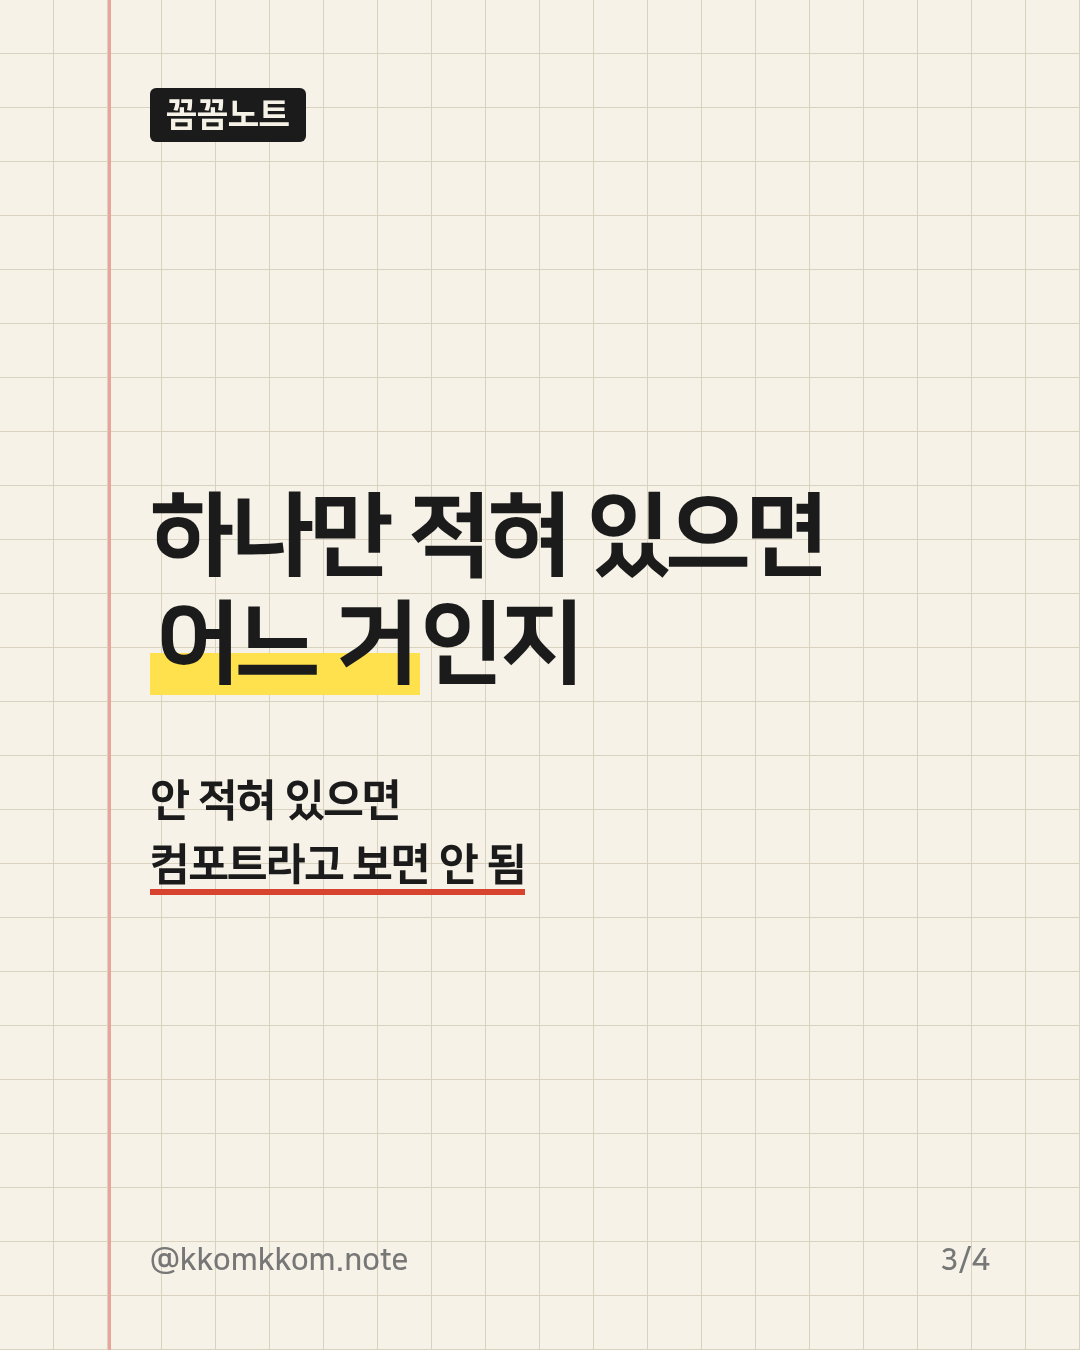 꼼꼼노트
하나만 적혀 있으면
어느 거인지
안 적혀 있으면
컴포트라고 보면 안 됨
@kkomkkom.note
3/4